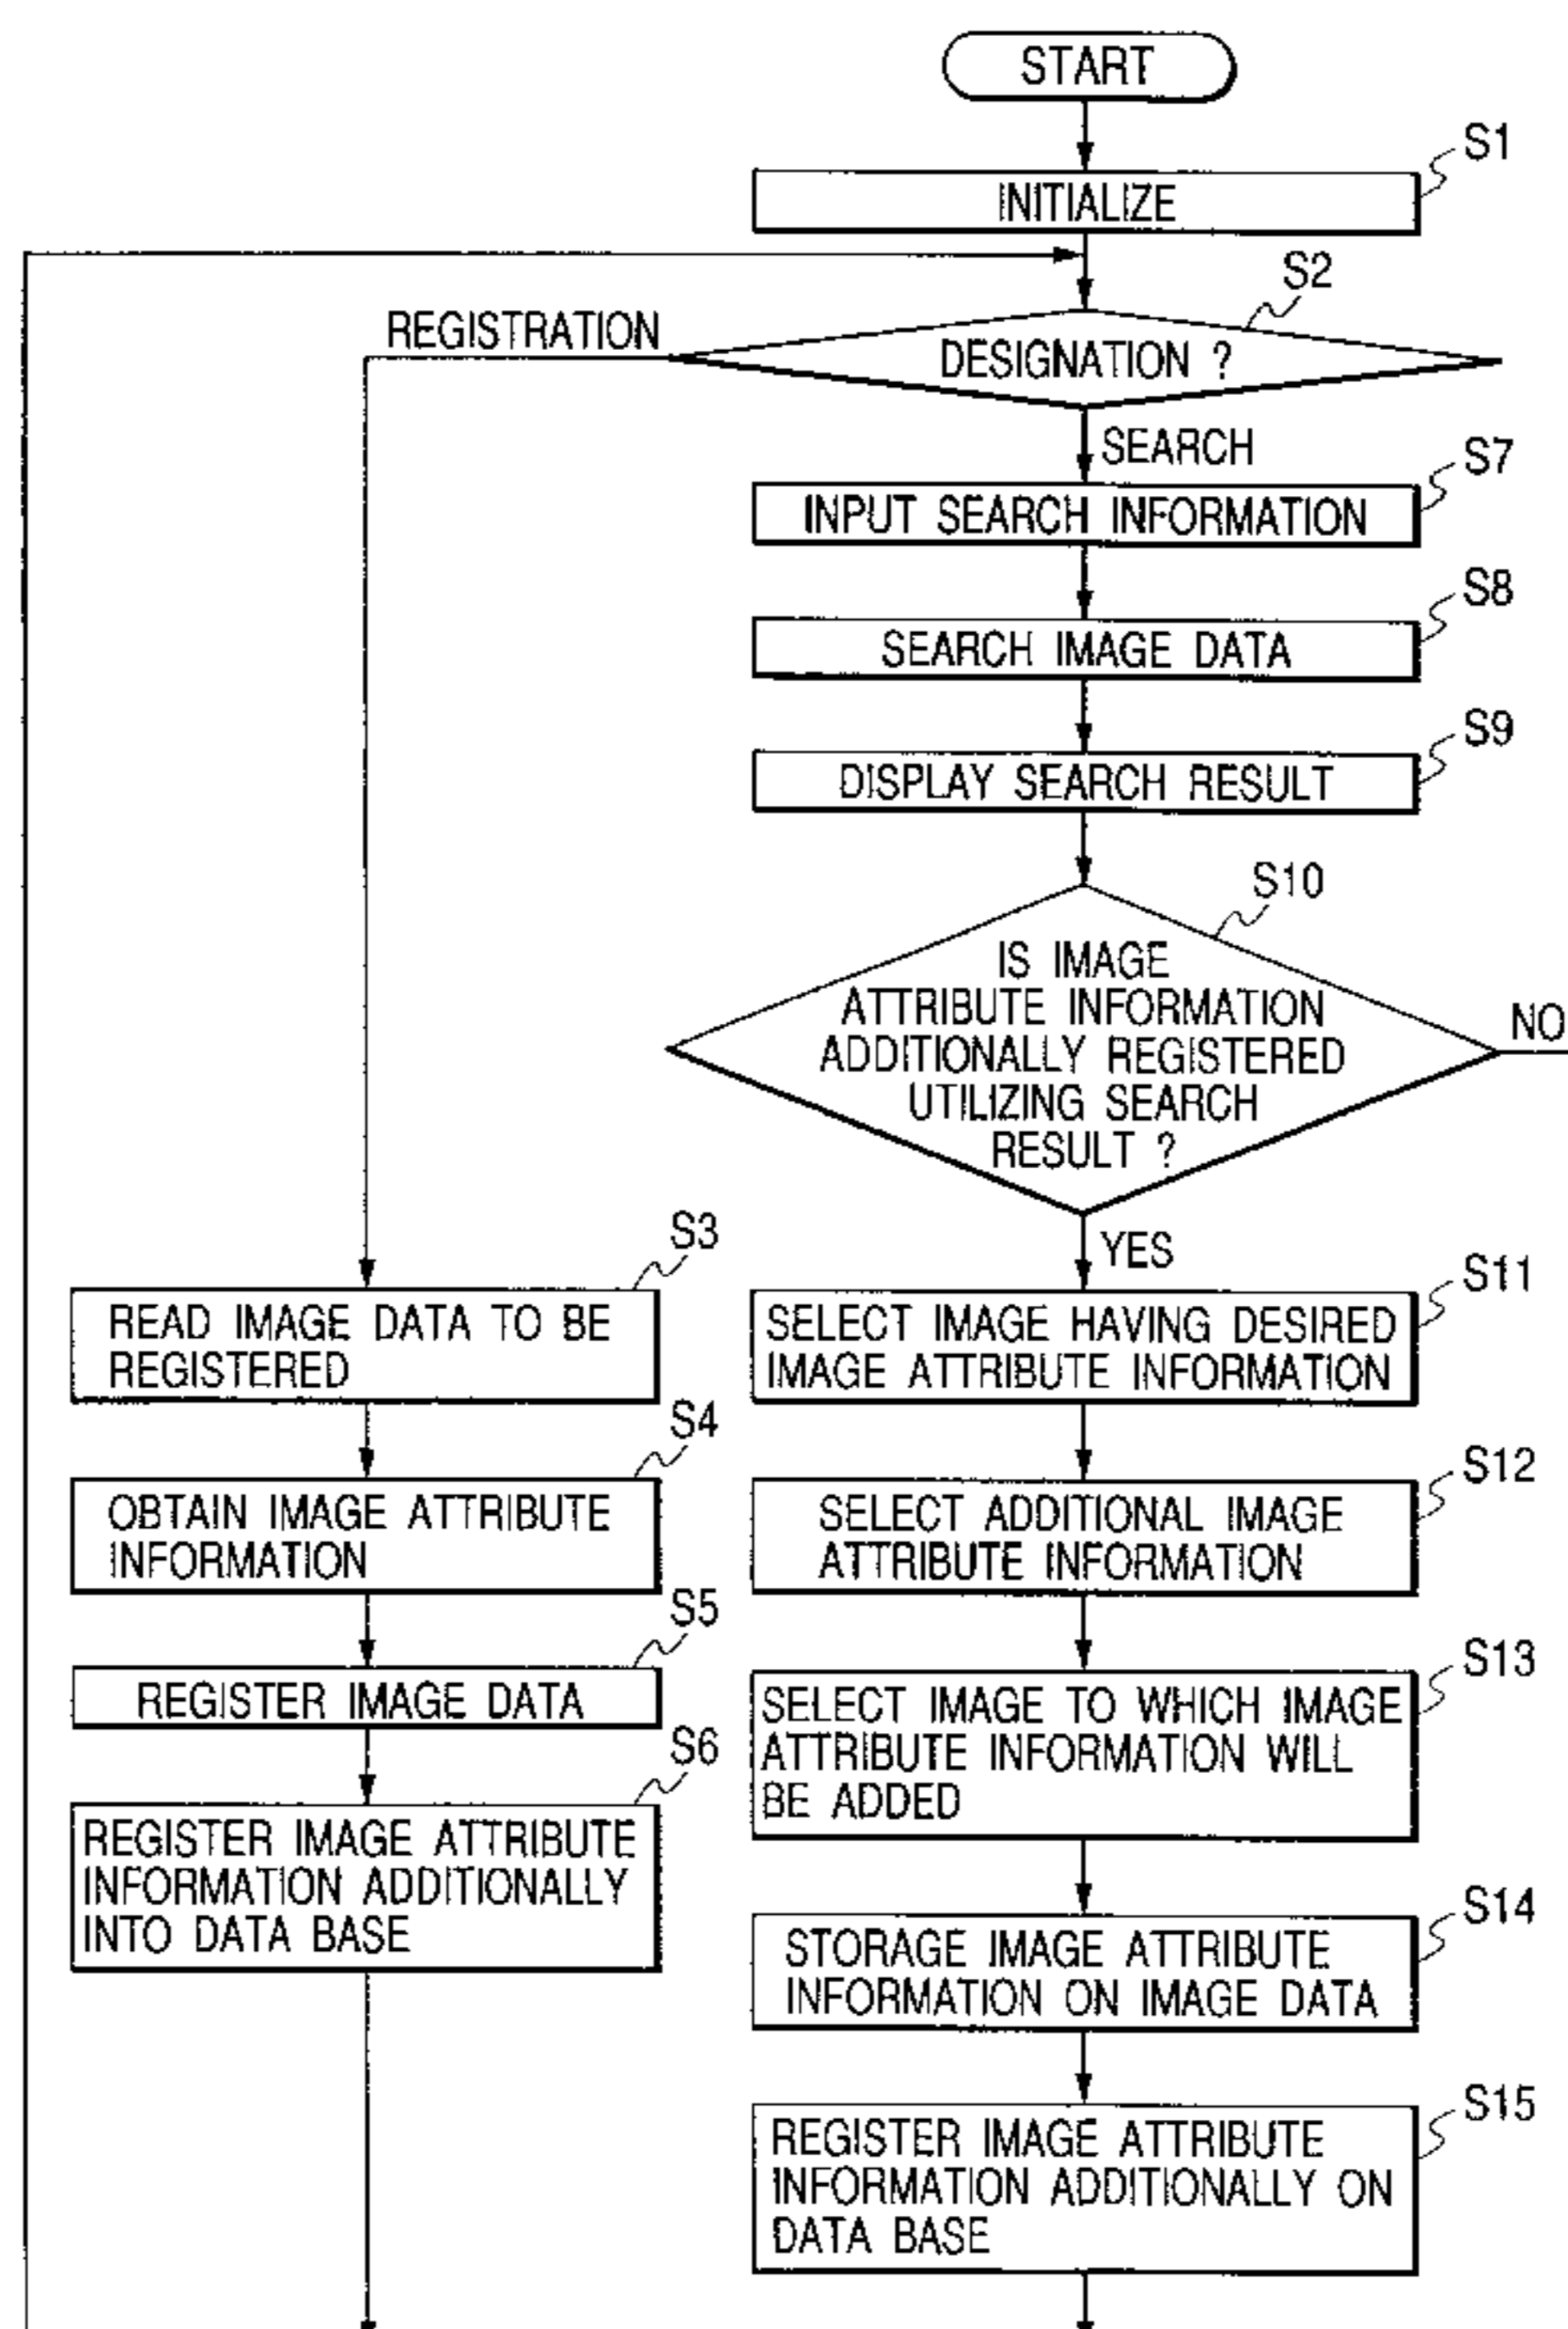 START
S1
INITIALIZE
S2
REGISTRATION
DESIGNATION ?
SEARCH
S7
INPUT SEARCH INFORMATION
S8
SEARCH IMAGE DATA
S9
DISPLAY SEARCH RESULT
S10
IS IMAGE
ATTRIBUTE INFORMATION
ADDITIONALLY REGISTERED
UTILIZING SEARCH
RESULT ?
NO
YES
S3
READ IMAGE DATA TO BE
REGISTERED
S4
OBTAIN IMAGE ATTRIBUTE
INFORMATION
S5
REGISTER IMAGE DATA
S6
REGISTER IMAGE ATTRIBUTE
INFORMATION ADDITIONALLY
INTO DATA BASE
S11
SELECT IMAGE HAVING DESIRED
IMAGE ATTRIBUTE INFORMATION
S12
SELECT ADDITIONAL IMAGE
ATTRIBUTE INFORMATION
S13
SELECT IMAGE TO WHICH IMAGE
ATTRIBUTE INFORMATION WILL
BE ADDED
S14
STORAGE IMAGE ATTRIBUTE
INFORMATION ON IMAGE DATA
S15
REGISTER IMAGE ATTRIBUTE
INFORMATION ADDITIONALLY ON
DATA BASE